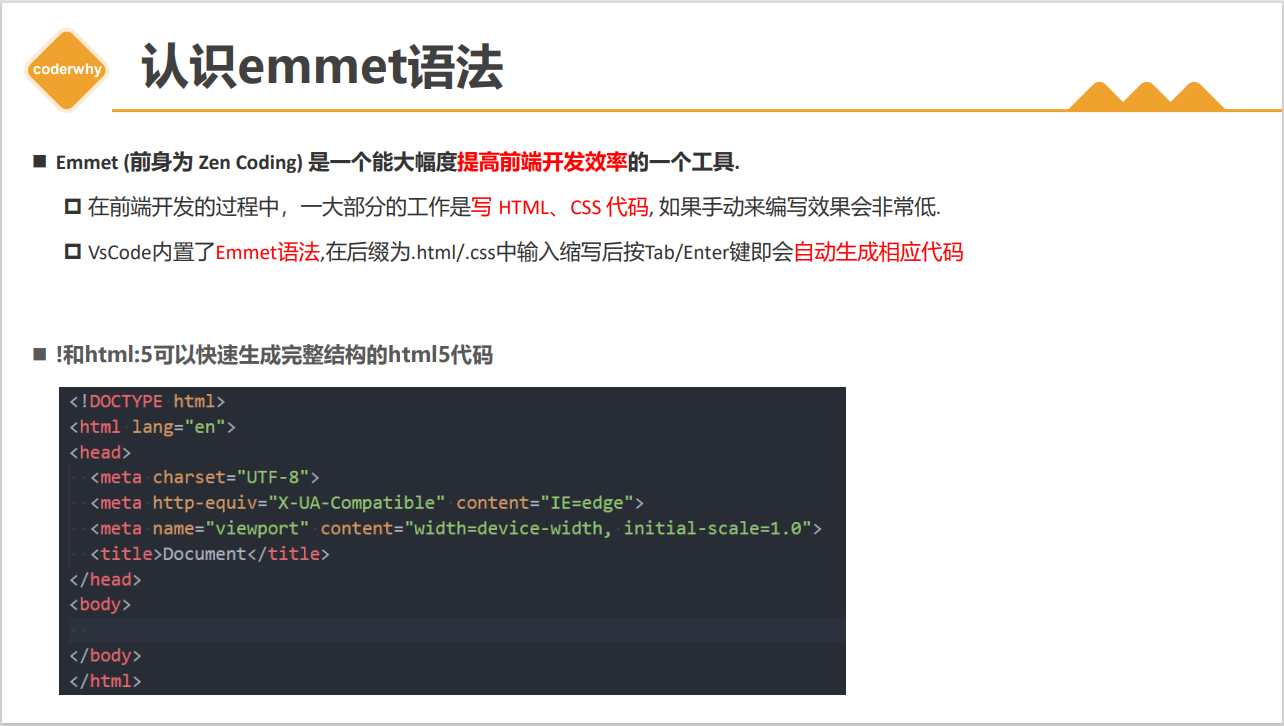 coderwhy
认识emmet语法
Emmet (前身为 Zen Coding) 是一个能大幅度提高前端开发效率的一个工具.
在前端开发的过程中，一大部分的工作是写 HTML、CSS 代码, 如果手动来编写效果会非常低.
VsCode内置了Emmet语法,在后缀为.html/.css中输入缩写后按Tab/Enter键即会自动生成相应代码
!和html:5可以快速生成完整结构的html5代码
<!DOCTYPE html>
<html lang="en">
<head>
  <meta charset="UTF-8">
  <meta http-equiv="X-UA-Compatible" content="IE=edge">
  <meta name="viewport" content="width=device-width, initial-scale=1.0">
  <title>Document</title>
</head>
<body>
</body>
</html>